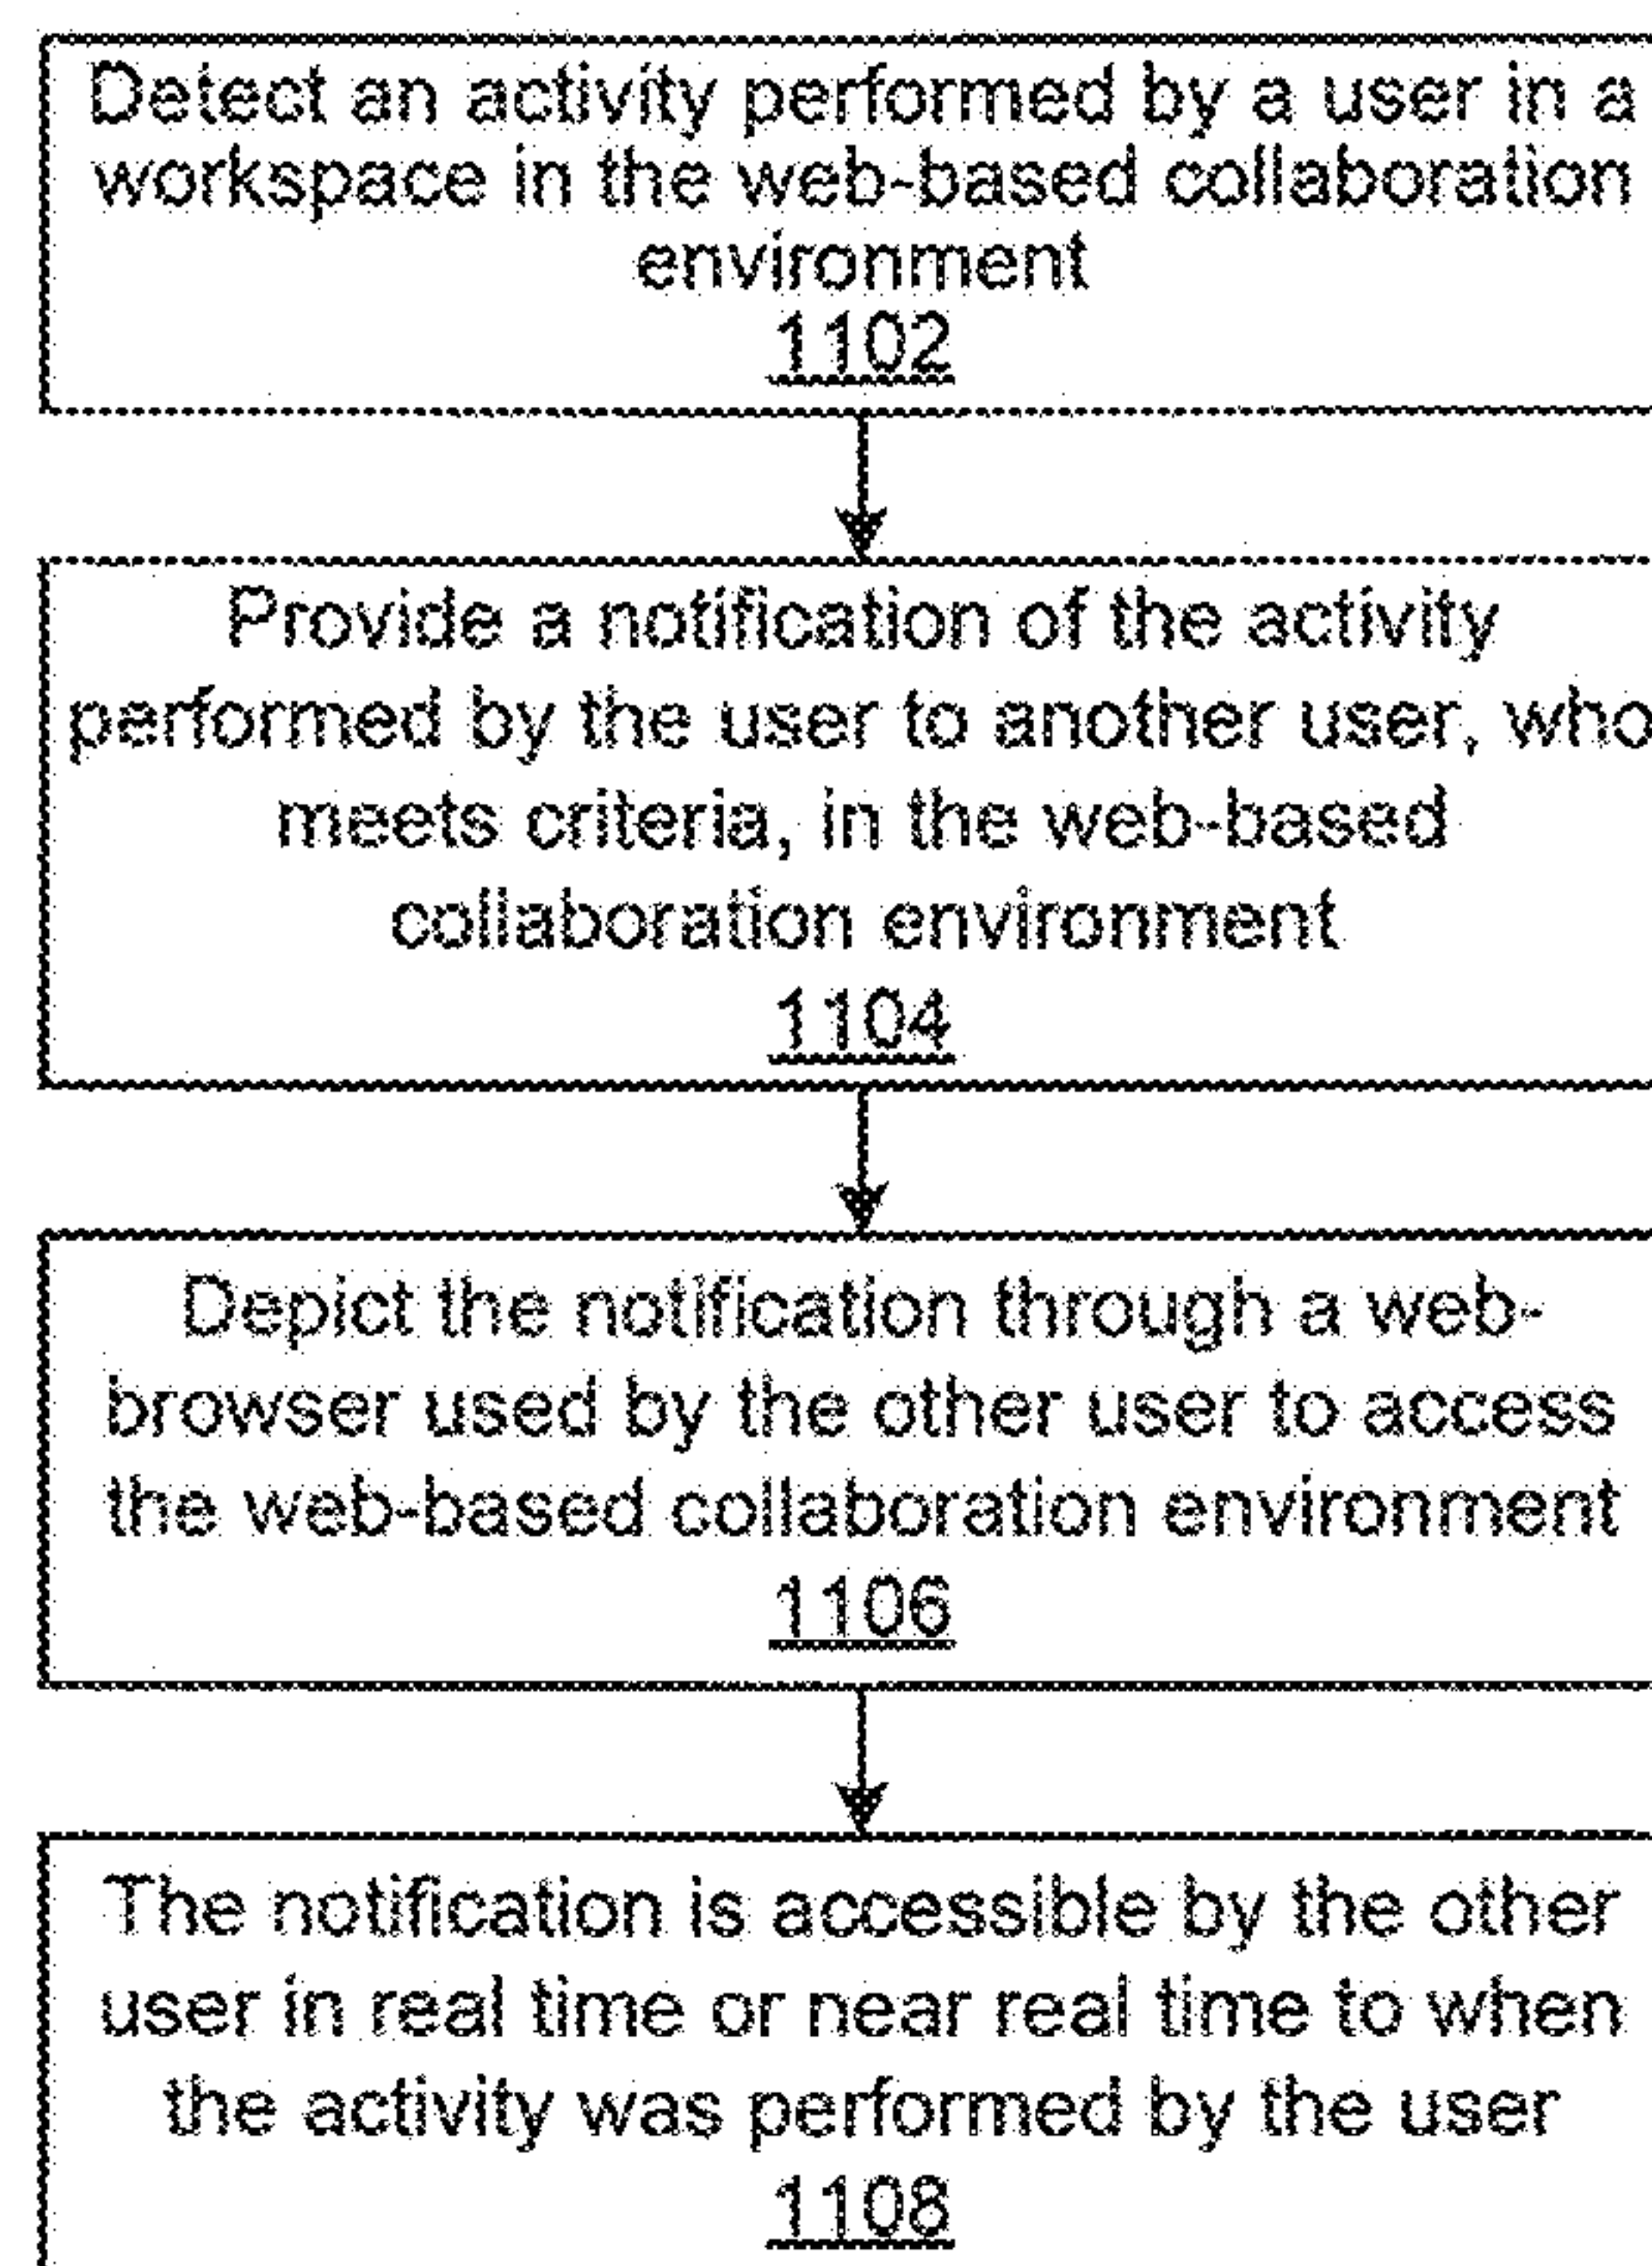 Detect an activity performed by a user in a
workspace in the web-based collaboration
environment
1102
Provide a notification of the activity
performed by the user to another user, who
meets criteria, in the web-based
collaboration environment
1104
Depict the notification through a web-
browser used by the other user to access
the web-based collaboration environment
1106
The notification is accessible by the other
user in real time or near real time to when
the activity was performed by the user
1108